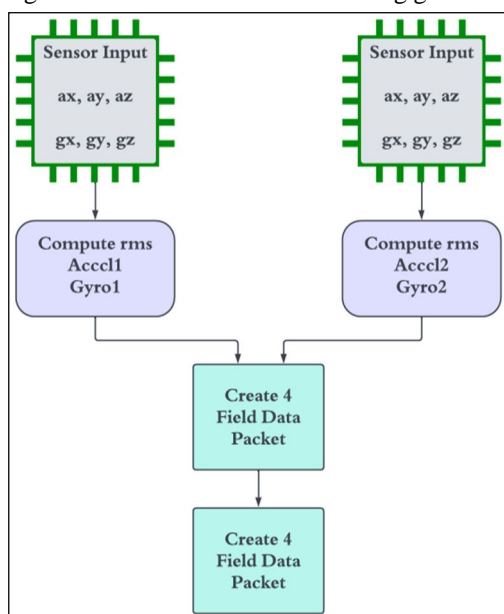 Sensor Input
ax, ay, az
gx, gy, gz
Sensor Input
ax, ay, az
gx, gy, gz
Compute rms
Acccl1
Gyro1
Compute rms
Acccl2
Gyro2
Create 4
Field Data
Packet
Create 4
Field Data
Packet